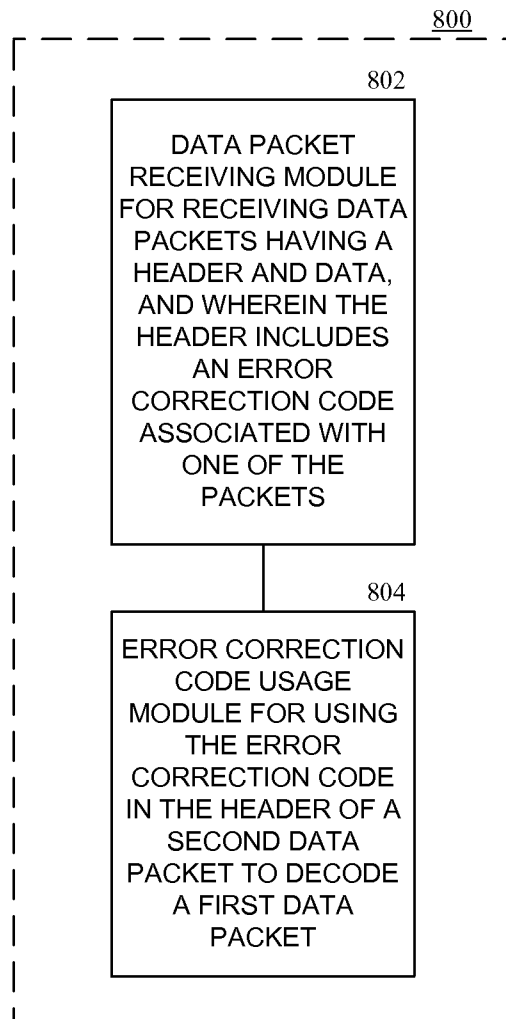 800
802
DATA PACKET
RECEIVING MODULE
FOR RECEIVING DATA
PACKETS HAVING A
HEADER AND DATA,
AND WHEREIN THE
HEADER INCLUDES
AN ERROR
CORRECTION CODE
ASSOCIATED WITH
ONE OF THE
PACKETS
804
ERROR CORRECTION
CODE USAGE
MODULE FOR USING
THE ERROR
CORRECTION CODE
IN THE HEADER OF A
SECOND DATA
PACKET TO DECODE
A FIRST DATA
PACKET